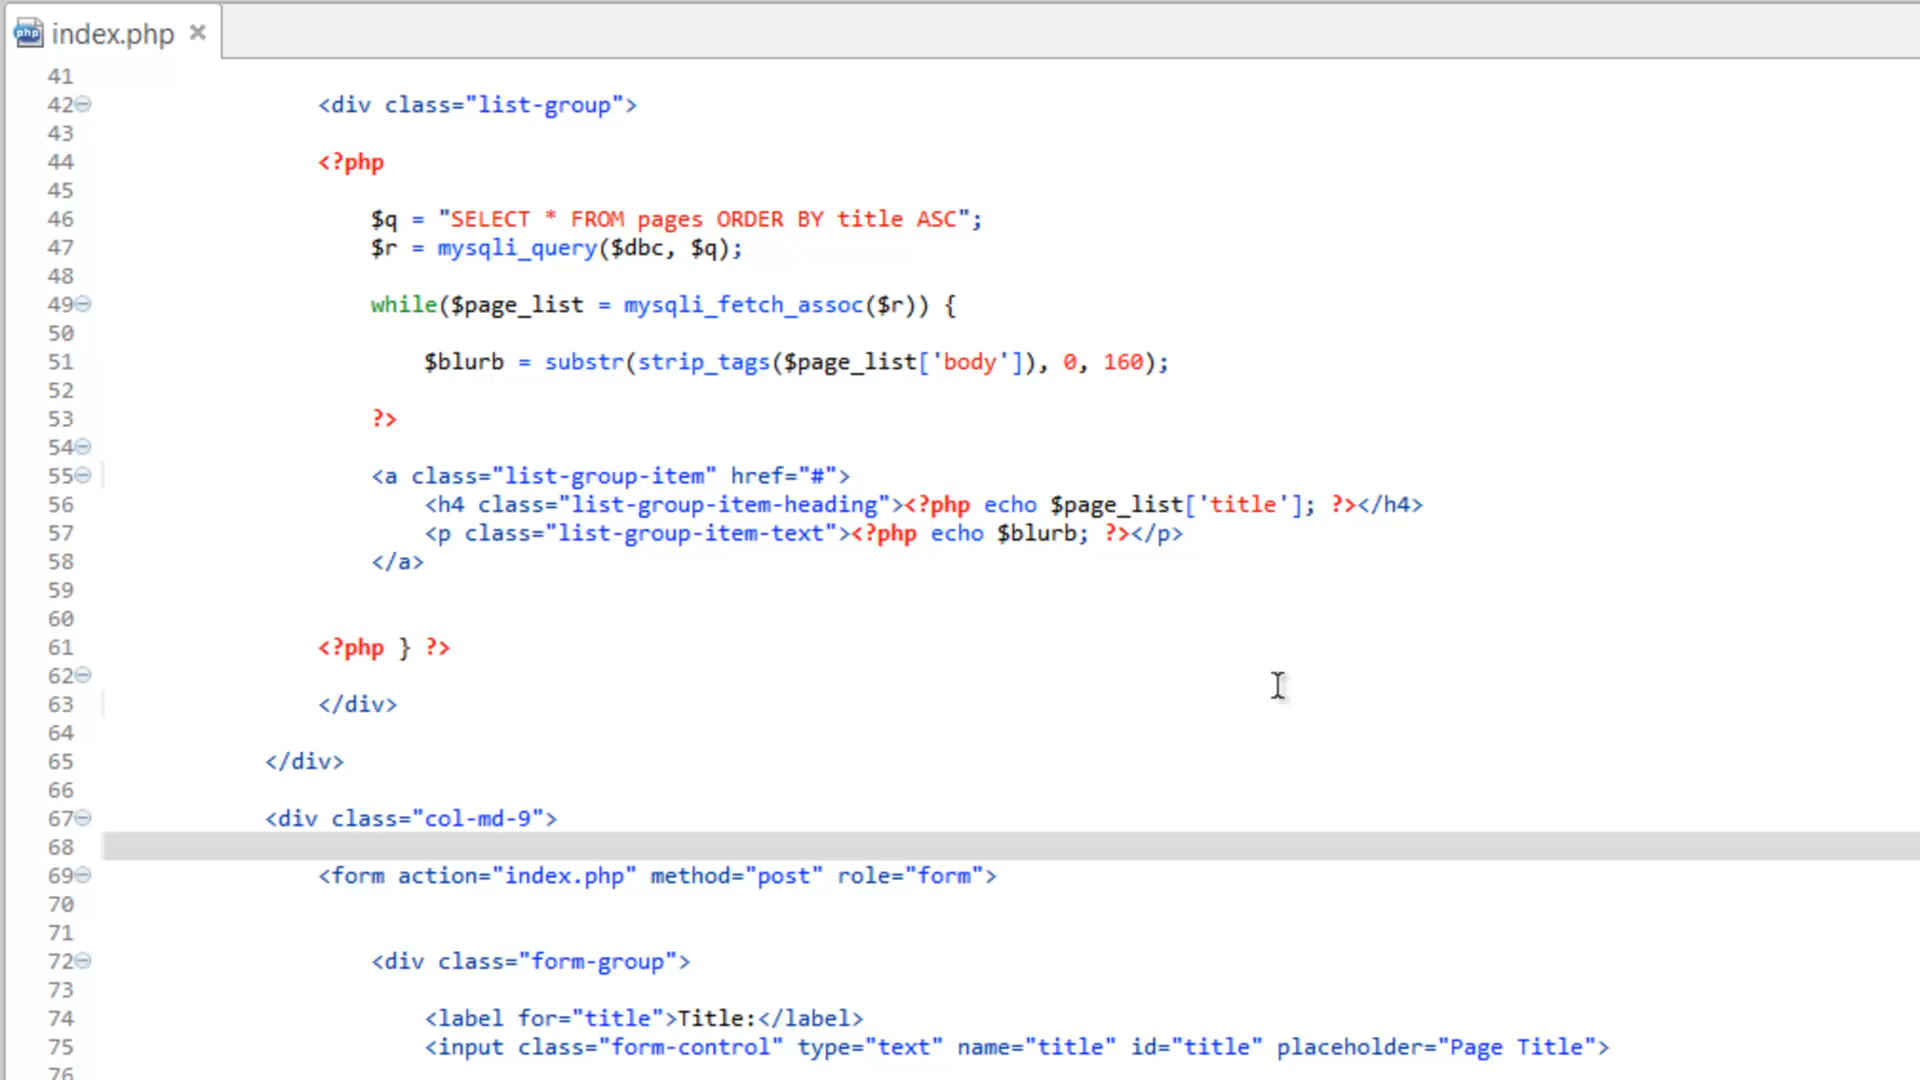 index.php
41
42 <div class="list-group">
43
44 <?php
45
46 $q = "SELECT * FROM pages ORDER BY title ASC";
47 $r = mysqli_query($dbc, $q);
48
49 while($page_list = mysqli_fetch_assoc($r)) {
50
51 $blurb = substr(strip_tags($page_list['body']), 0, 160);
52
53 ?>
54
55 <a class="list-group-item" href="#">
56 <h4 class="list-group-item-heading"><?php echo $page_list['title']; ?></h4>
57 <p class="list-group-item-text"><?php echo $blurb; ?></p>
58 </a>
59
60
61 <?php } ?>
62
63 </div>
64
65 </div>
66
67 <div class="col-md-9">
68
69 <form action="index.php" method="post" role="form">
70
71
72 <div class="form-group">
73
74 <label for="title">Title:</label>
75 <input class="form-control" type="text" name="title" id="title" placeholder="Page Title">
76